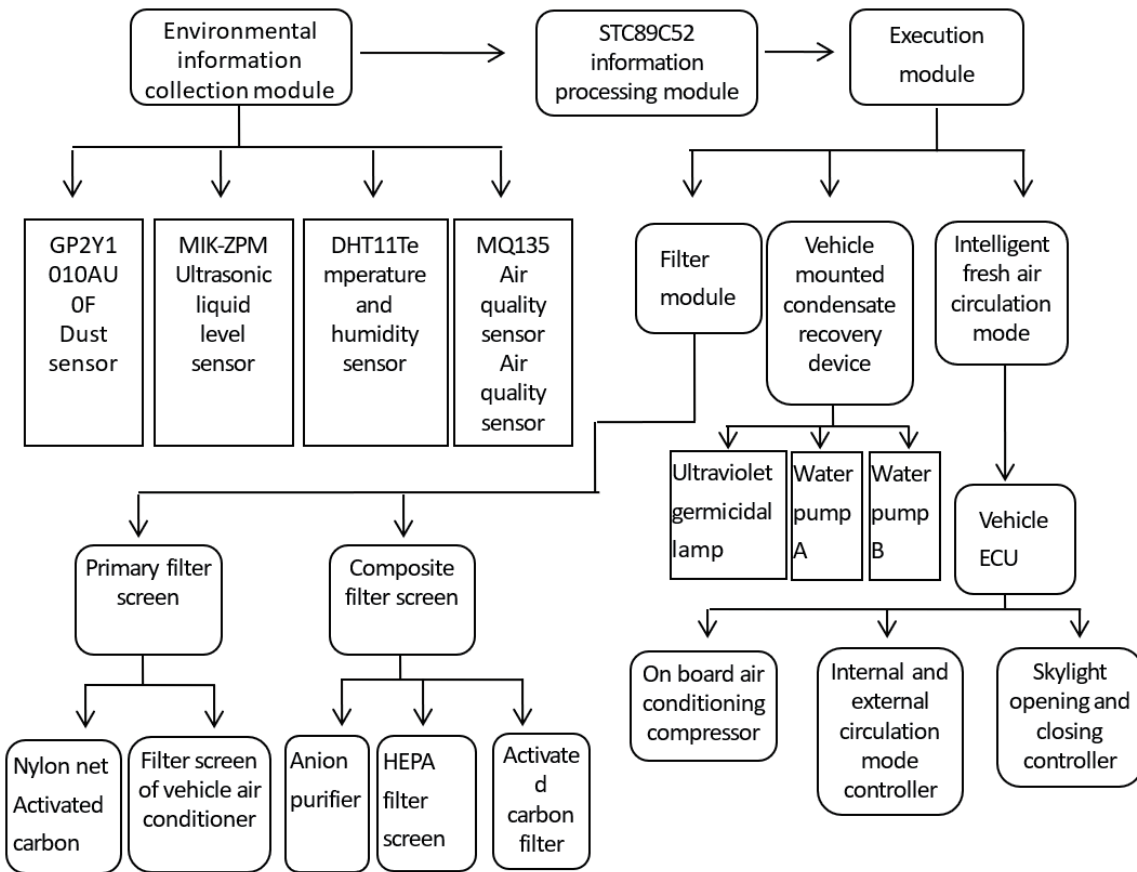 Environmental
information
collection module
STC89C52
information
processing module
Execution
module
GP2Y1
010AU
0F
Dust
sensor
MIK-ZPM
Ultrasonic
liquid
level
sensor
DHT11Te
mperature
and
humidity
sensor
MQ135
Air
quality
sensor
Air
quality
sensor
Filter
module
Vehicle
mounted
condensate
recovery
device
Intelligent
fresh air
circulation
mode
Ultraviolet
germicidal
lamp
Water
pump
A
Water
pump
B
Vehicle
ECU
Primary filter
screen
Composite
filter screen
On board air
conditioning
compressor
Internal and
external
circulation
mode
controller
Skylight
opening and
closing
controller
Nylon net
Activated
carbon
Filter screen
of vehicle air
conditioner
Anion
purifier
HEPA
filter
screen
Activate
d
carbon
filter